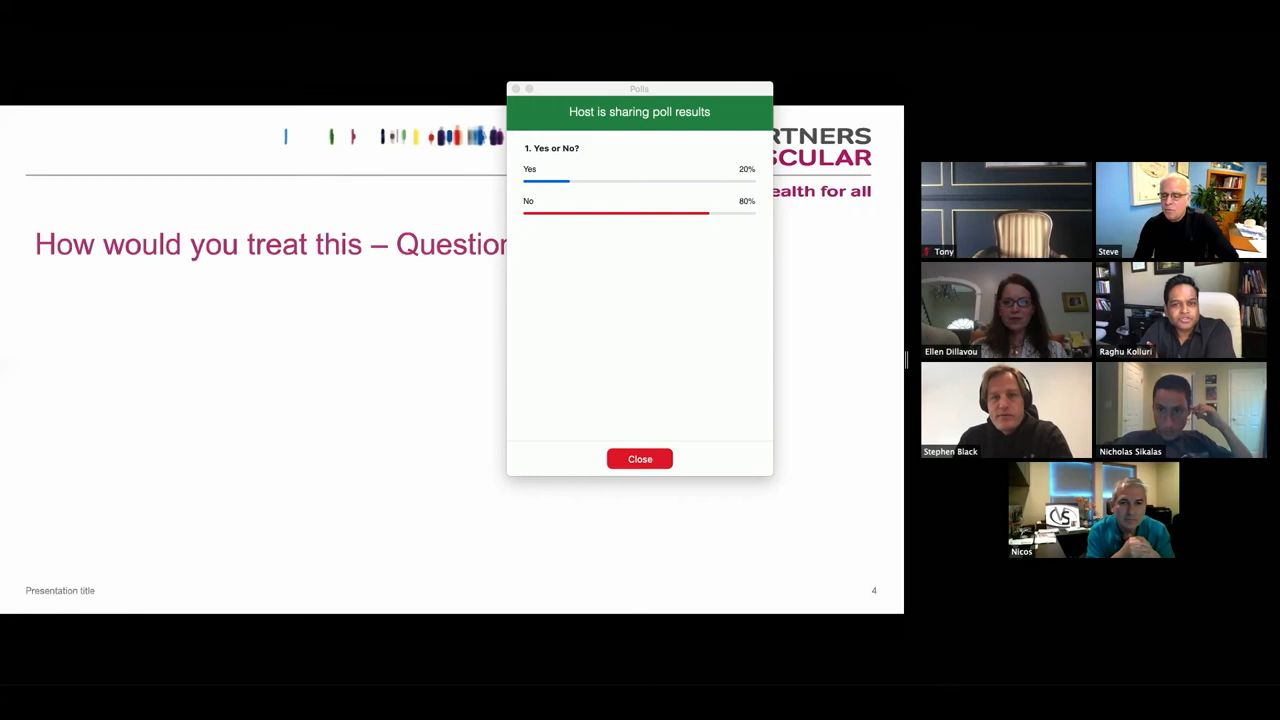 Polls
Host is sharing poll results
1. Yes or No?
Yes 20%
No 80%
Close
RTNERS
SCULAR
ealth for all
How would you treat this – Question
Presentation title
4
Tony
Steve
Ellen Dillavou
Raghu Kolluri
Stephen Black
Nicholas Sikalas
Nicos